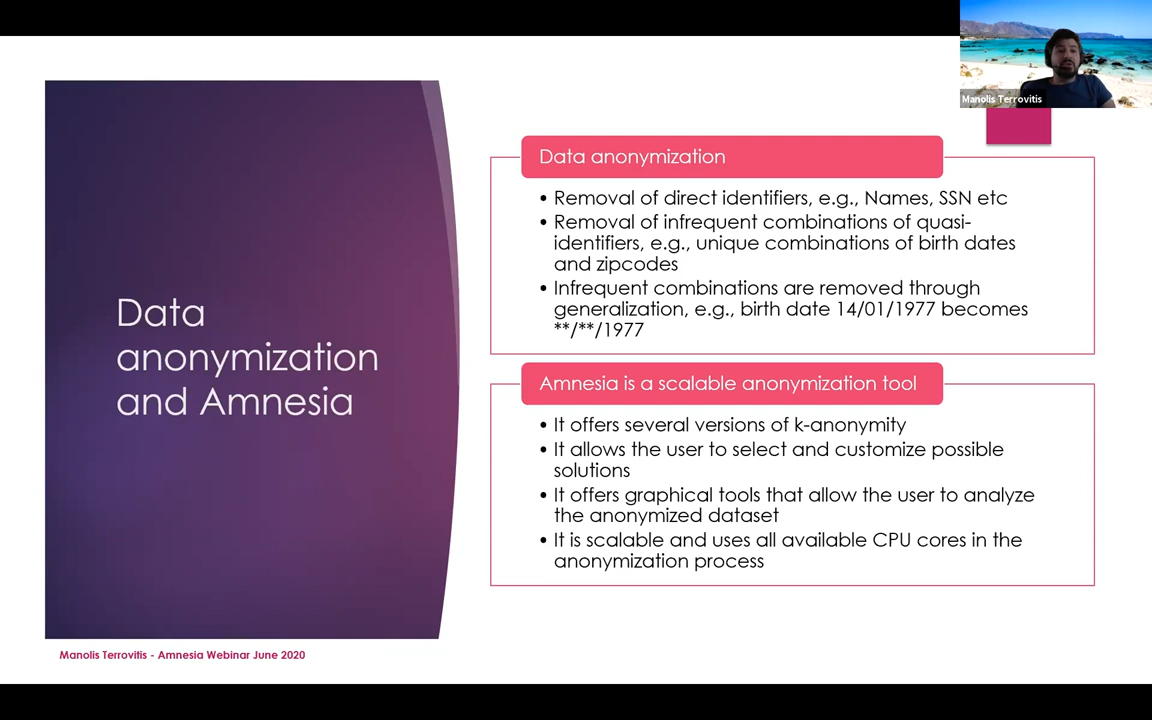 Manolis Terrovitis
Data
anonymization
and Amnesia
Data anonymization
• Removal of direct identifiers, e.g., Names, SSN etc
• Removal of infrequent combinations of quasi-
identifiers, e.g., unique combinations of birth dates
and zipcodes
• Infrequent combinations are removed through
generalization, e.g., birth date 14/01/1977 becomes
**/**/1977
Amnesia is a scalable anonymization tool
• It offers several versions of k-anonymity
• It allows the user to select and customize possible
solutions
• It offers graphical tools that allow the user to analyze
the anonymized dataset
• It is scalable and uses all available CPU cores in the
anonymization process
Manolis Terrovitis - Amnesia Webinar June 2020